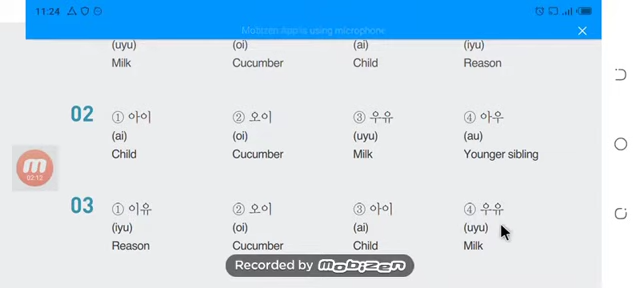 11:24
Mobizen App is using microphone
(uyu) (oi) (ai) (iyu)
Milk Cucumber Child Reason
02 ① 아이 ② 오이 ③ 우유 ④ 아우
(ai) (oi) (uyu) (au)
Child Cucumber Milk Younger sibling
m
02:12
03 ① 이유 ② 오이 ③ 아이 ④ 우유
(iyu) (oi) (ai) (uyu)
Reason Cucumber Child Milk
Recorded by mobizen